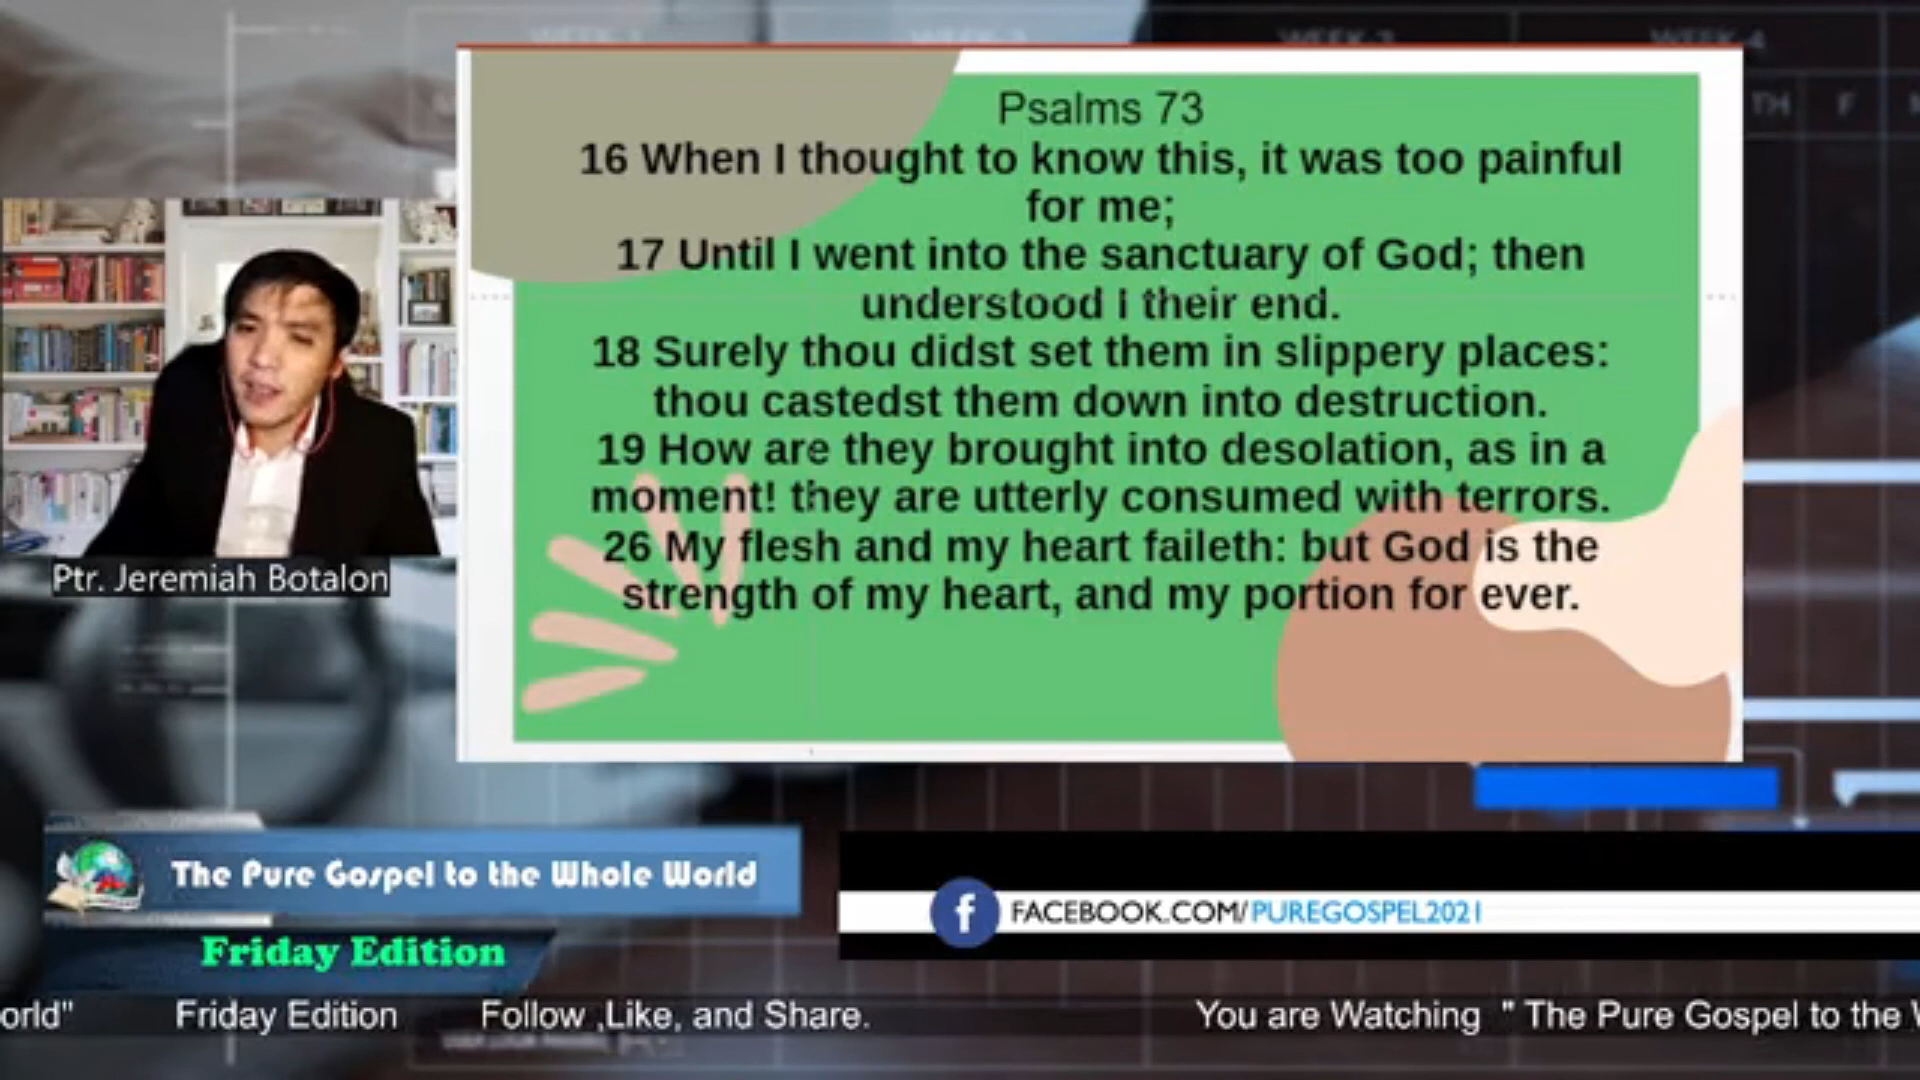 WEEK-3
WEEK-4
TH F
Psalms 73
16 When I thought to know this, it was too painful
for me;
17 Until I went into the sanctuary of God; then
understood I their end.
18 Surely thou didst set them in slippery places:
thou castedst them down into destruction.
19 How are they brought into desolation, as in a
moment! they are utterly consumed with terrors.
26 My flesh and my heart faileth: but God is the
strength of my heart, and my portion for ever.
Ptr. Jeremiah Botalon
The Pure Gospel to the Whole World
Friday Edition
f FACEBOOK.COM/PUREGOSPEL2021
orld" Friday Edition Follow ,Like, and Share. You are Watching " The Pure Gospel to the W